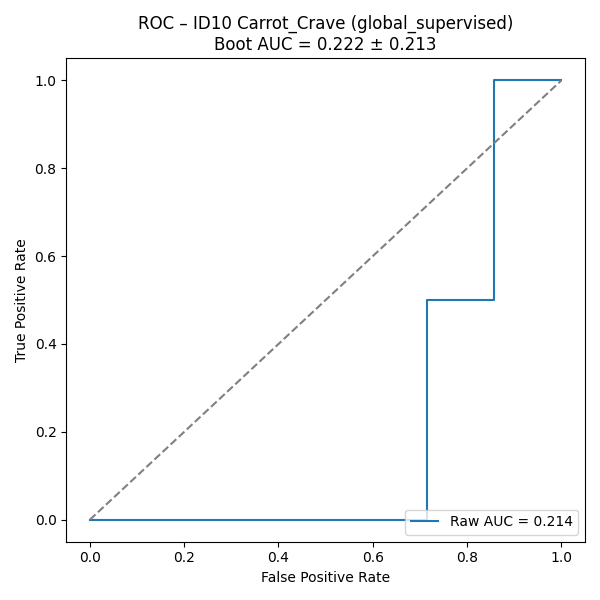 ROC – ID10 Carrot_Crave (global_supervised)
Boot AUC = 0.222 ± 0.213
True Positive Rate
1.0
0.8
0.6
0.4
0.2
0.0
Raw AUC = 0.214
0.0 0.2 0.4 0.6 0.8 1.0
False Positive Rate